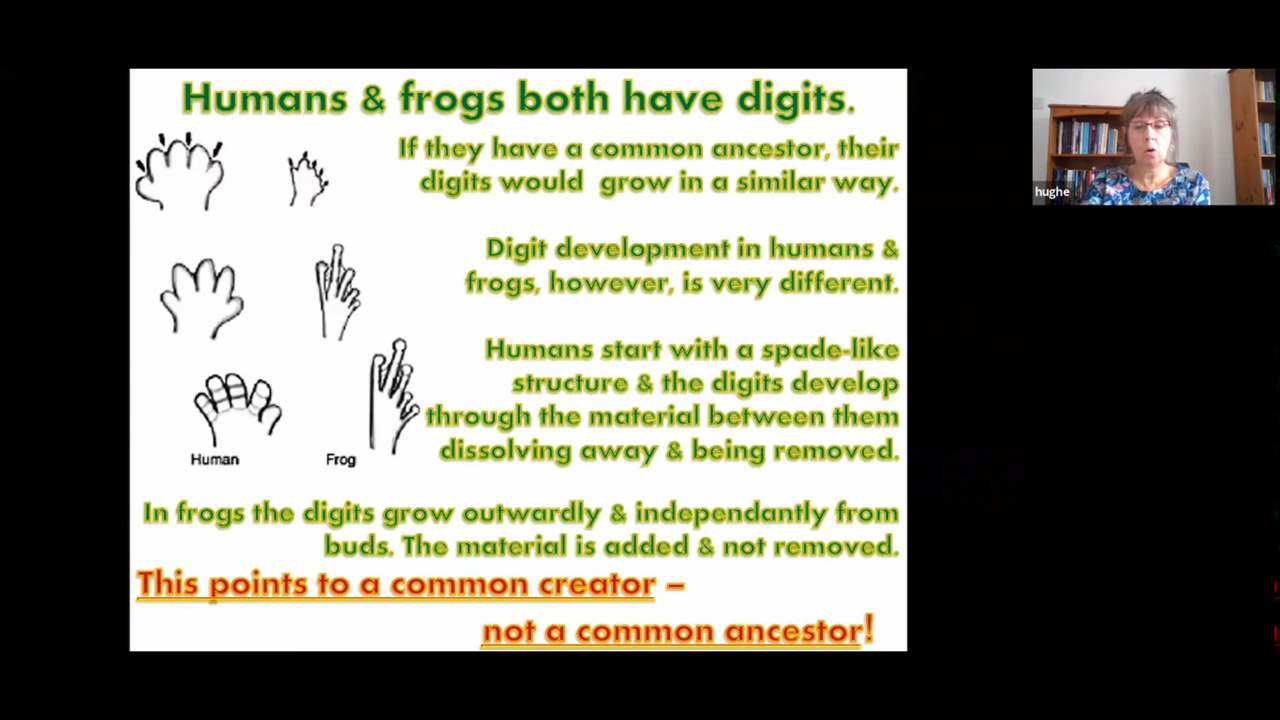 Humans & frogs both have digits.
If they have a common ancestor, their
digits would grow in a similar way.
Digit development in humans &
frogs, however, is very different.
Humans start with a spade-like
structure & the digits develop
through the material between them
dissolving away & being removed.
Human
Frog
In frogs the digits grow outwardly & independantly from
buds. The material is added & not removed.
This points to a common creator –
not a common ancestor!
hughe